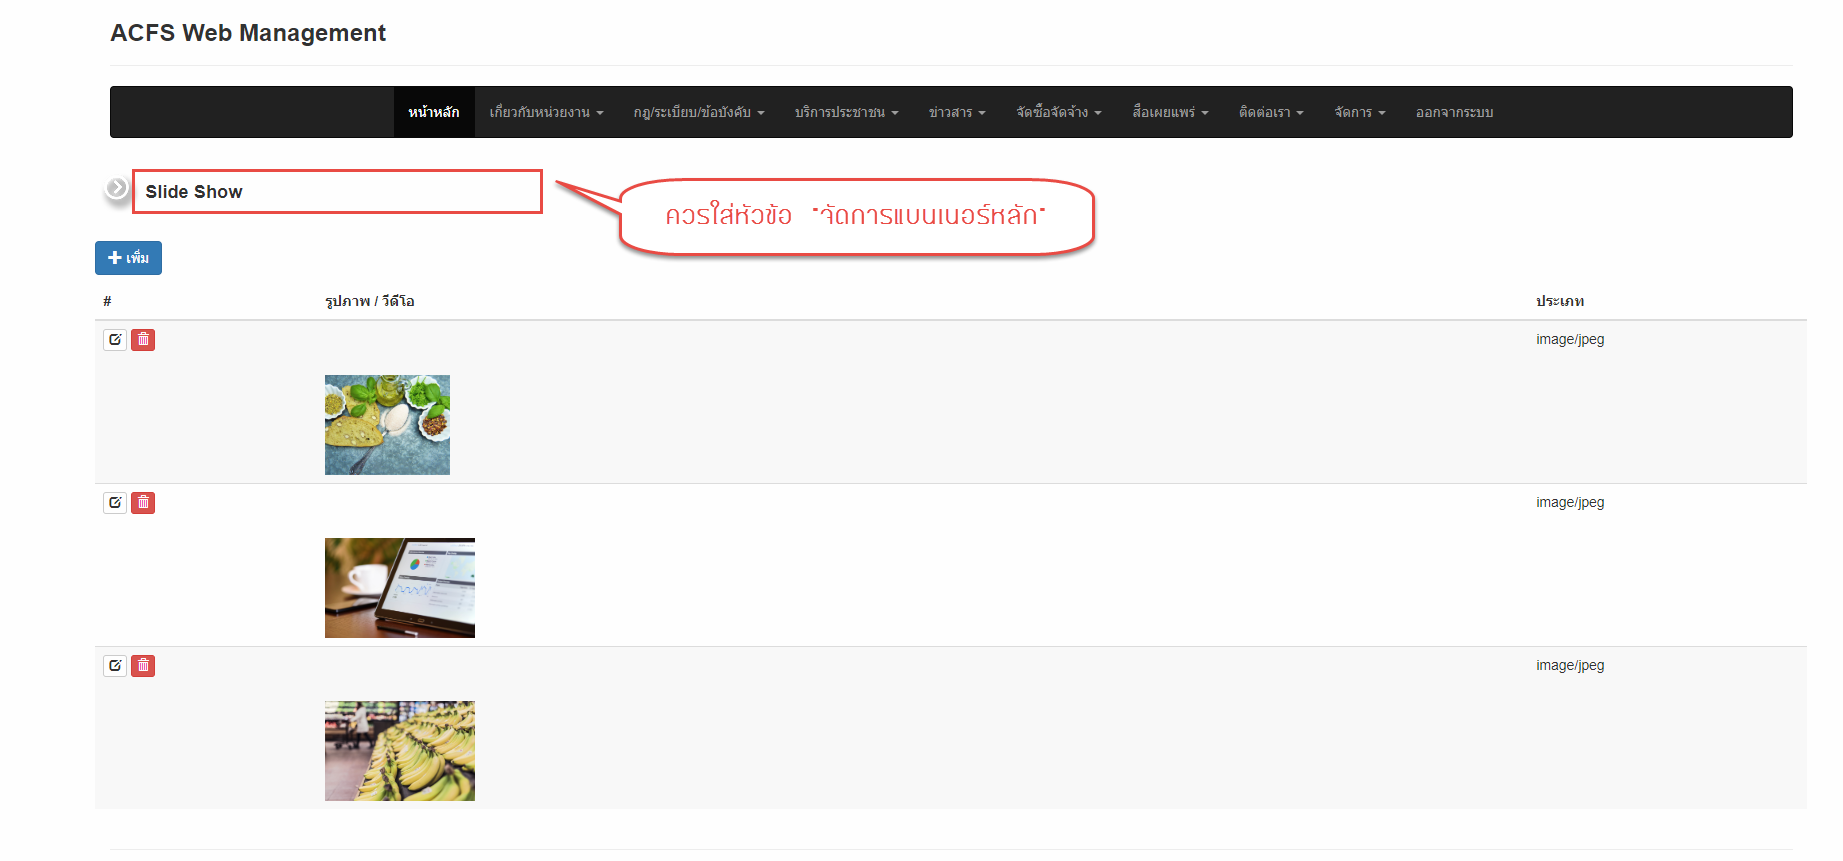 ACFS Web Management
หน้าหลัก เกี่ยวกับหน่วยงาน กฎ/ระเบียบ/ข้อบังคับ บริการประชาชน ข่าวสาร จัดซื้อจัดจ้าง สื่อเผยแพร่ ติดต่อเรา จัดการ ออกจากระบบ
Slide Show
ควรใส่หัวข้อ "จัดการแบนเนอร์หลัก"
เพิ่ม
# รูปภาพ / วีดีโอ ประเภท
image/jpeg
image/jpeg
image/jpeg